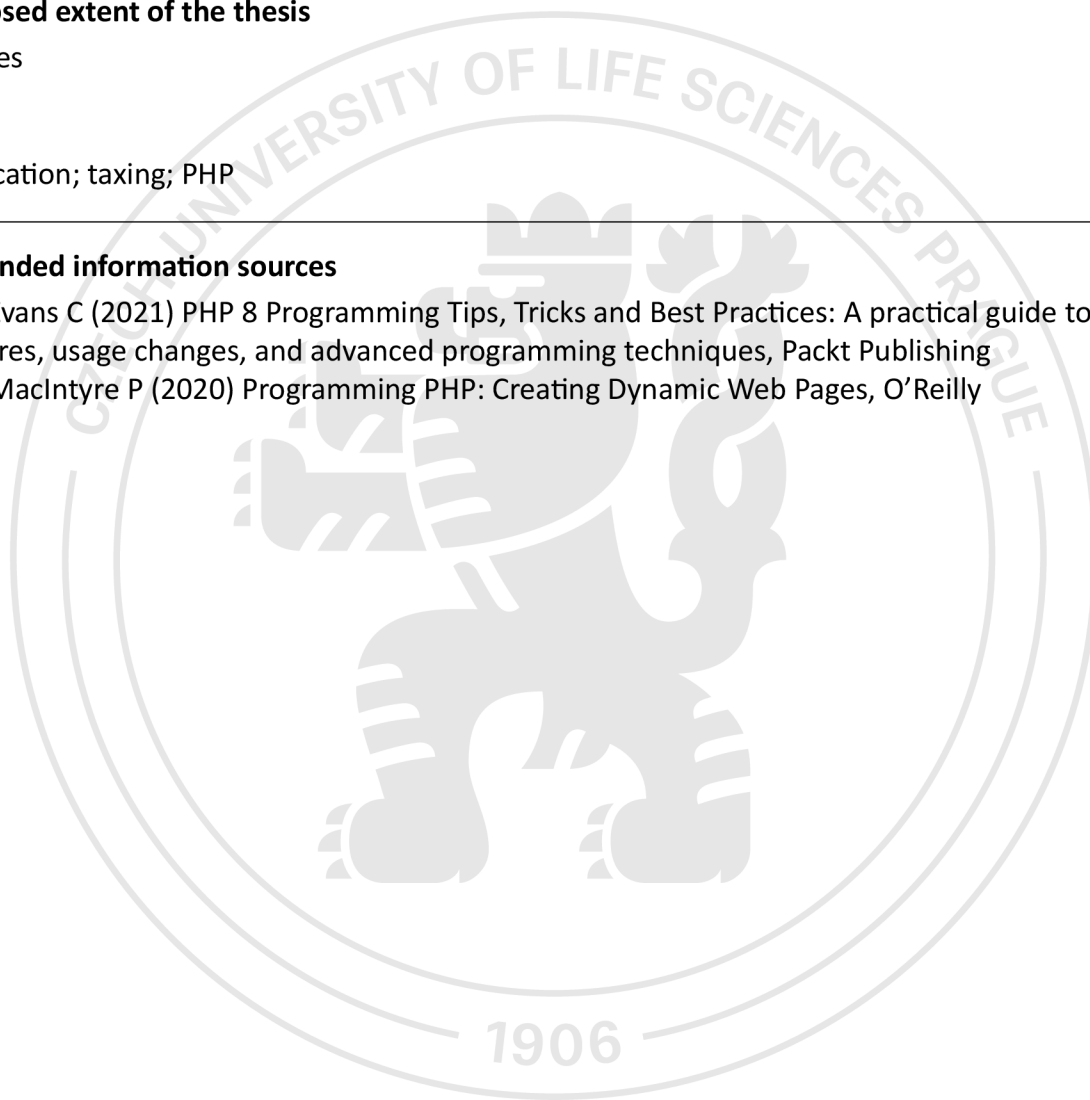 osed extent of the thesis
es
cation; taxing; PHP
nded information sources
Evans C (2021) PHP 8 Programming Tips, Tricks and Best Practices: A practical guide to
res, usage changes, and advanced programming techniques, Packt Publishing
MacIntyre P (2020) Programming PHP: Creating Dynamic Web Pages, O’Reilly
CZECH UNIVERSITY OF LIFE SCIENCES PRAGUE
1906